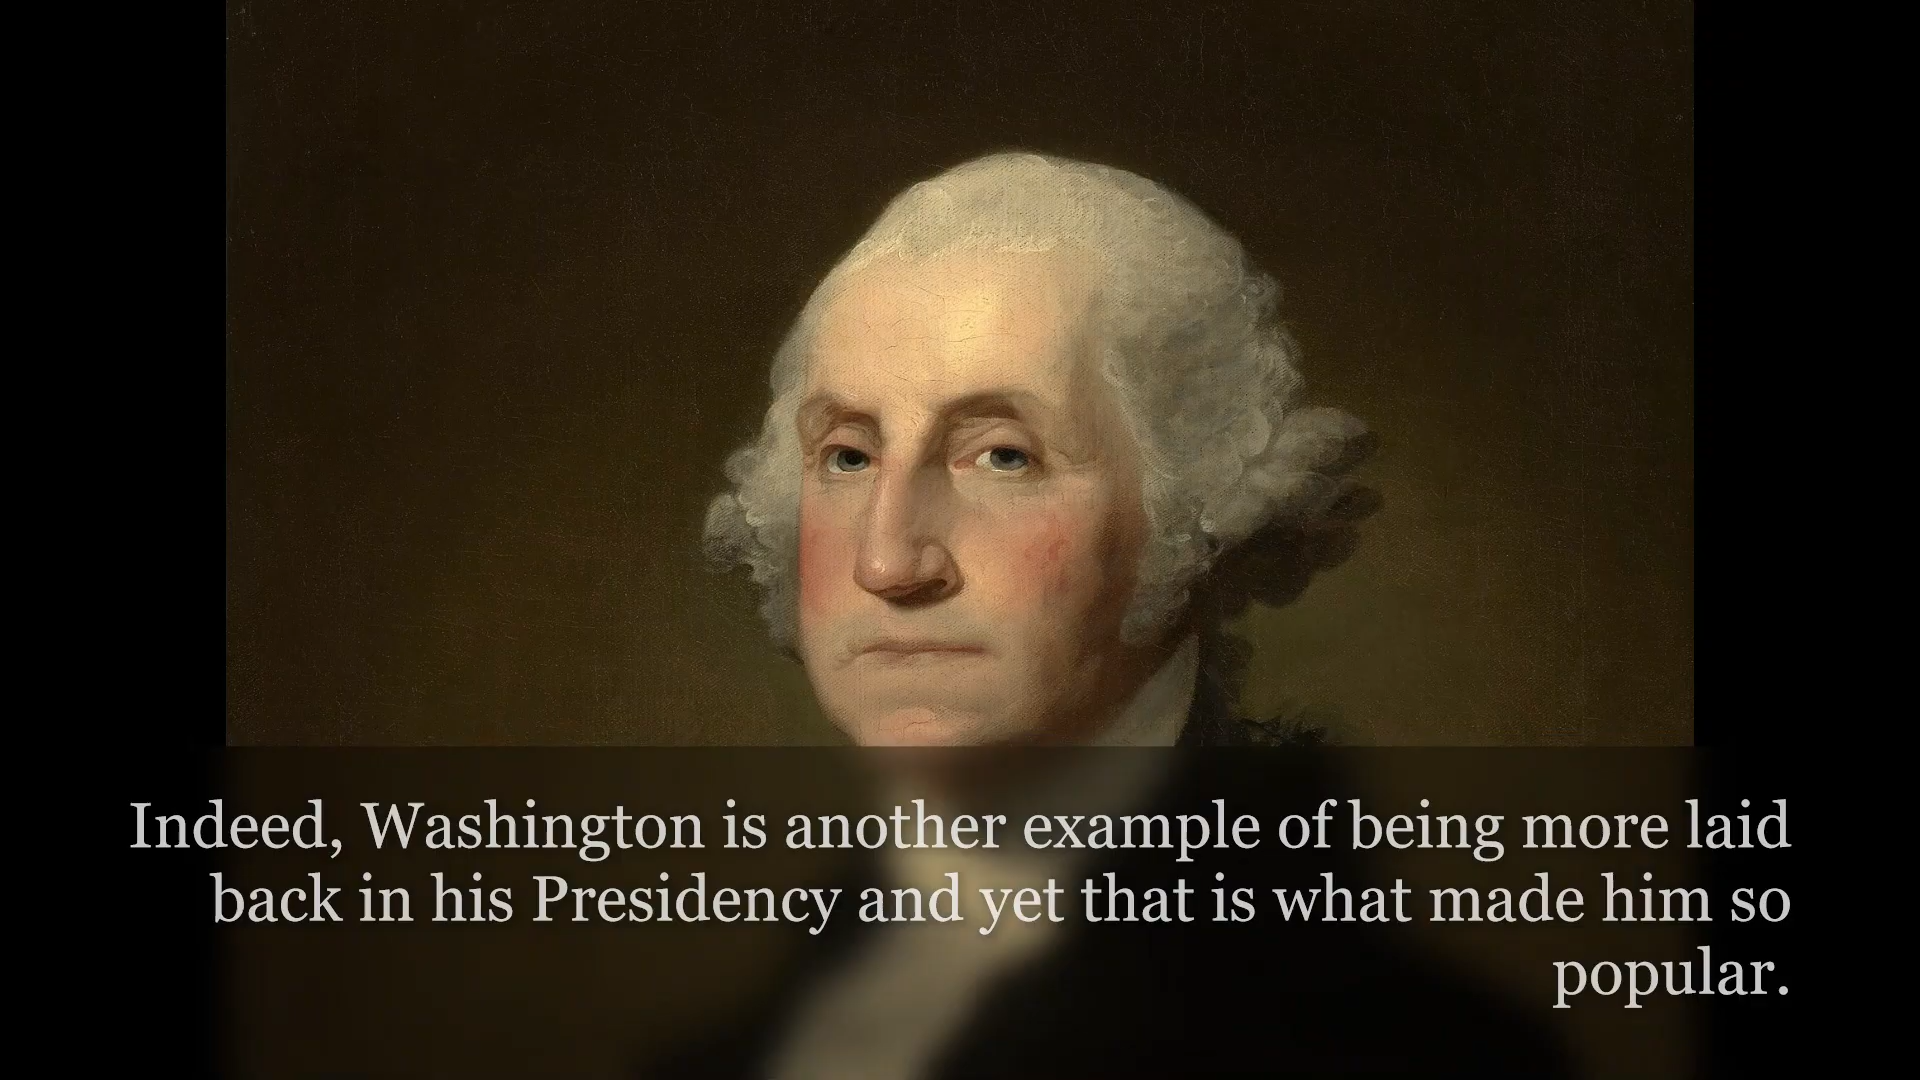 Indeed, Washington is another example of being more laid
back in his Presidency and yet that is what made him so
popular.